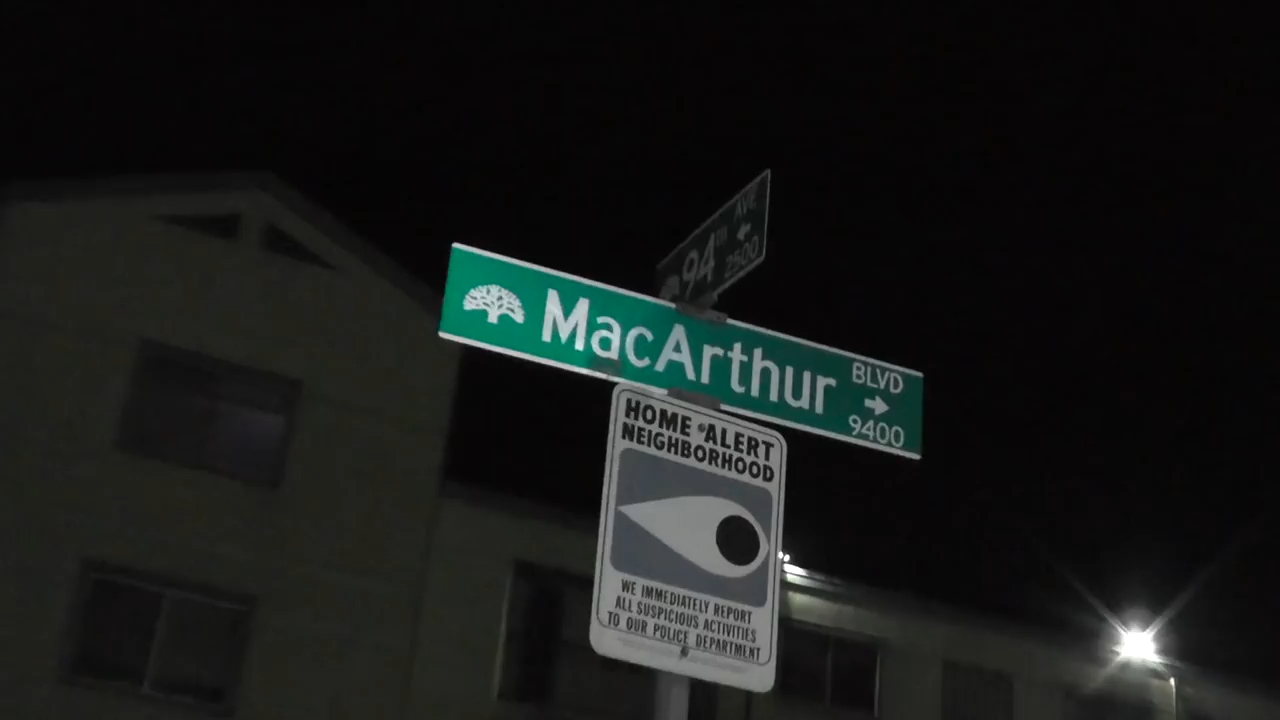 94TH AVE
2500
MacArthur BLVD
9400
HOME ALERT
NEIGHBORHOOD
WE IMMEDIATELY REPORT
ALL SUSPICIOUS ACTIVITIES
TO OUR POLICE DEPARTMENT